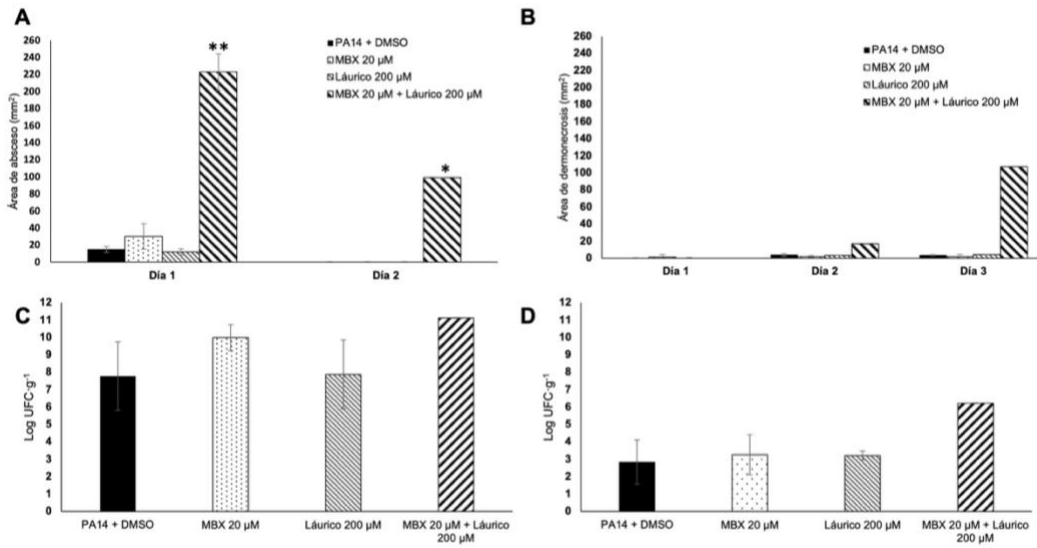 A
Área de absceso (mm²)
260
240
220
200
180
160
140
120
100
80
60
40
20
0
**
*
PA14 + DMSO
MBX 20 µM
Láurico 200 µM
MBX 20 µM + Láurico 200 µM
Día 1
Día 2
B
Área de dermonecrosis (mm²)
260
240
220
200
180
160
140
120
100
80
60
40
20
0
PA14 + DMSO
MBX 20 µM
Láurico 200 µM
MBX 20 µM + Láurico 200 µM
Día 1
Día 2
Día 3
C
Log UFC·g⁻¹
12
11
10
9
8
7
6
5
4
3
2
1
0
PA14 + DMSO
MBX 20 µM
Láurico 200 µM
MBX 20 µM + Láurico
200 µM
D
Log UFC·g⁻¹
12
11
10
9
8
7
6
5
4
3
2
1
0
PA14 + DMSO
MBX 20 µM
Láurico 200 µM
MBX 20 µM + Láurico
200 µM